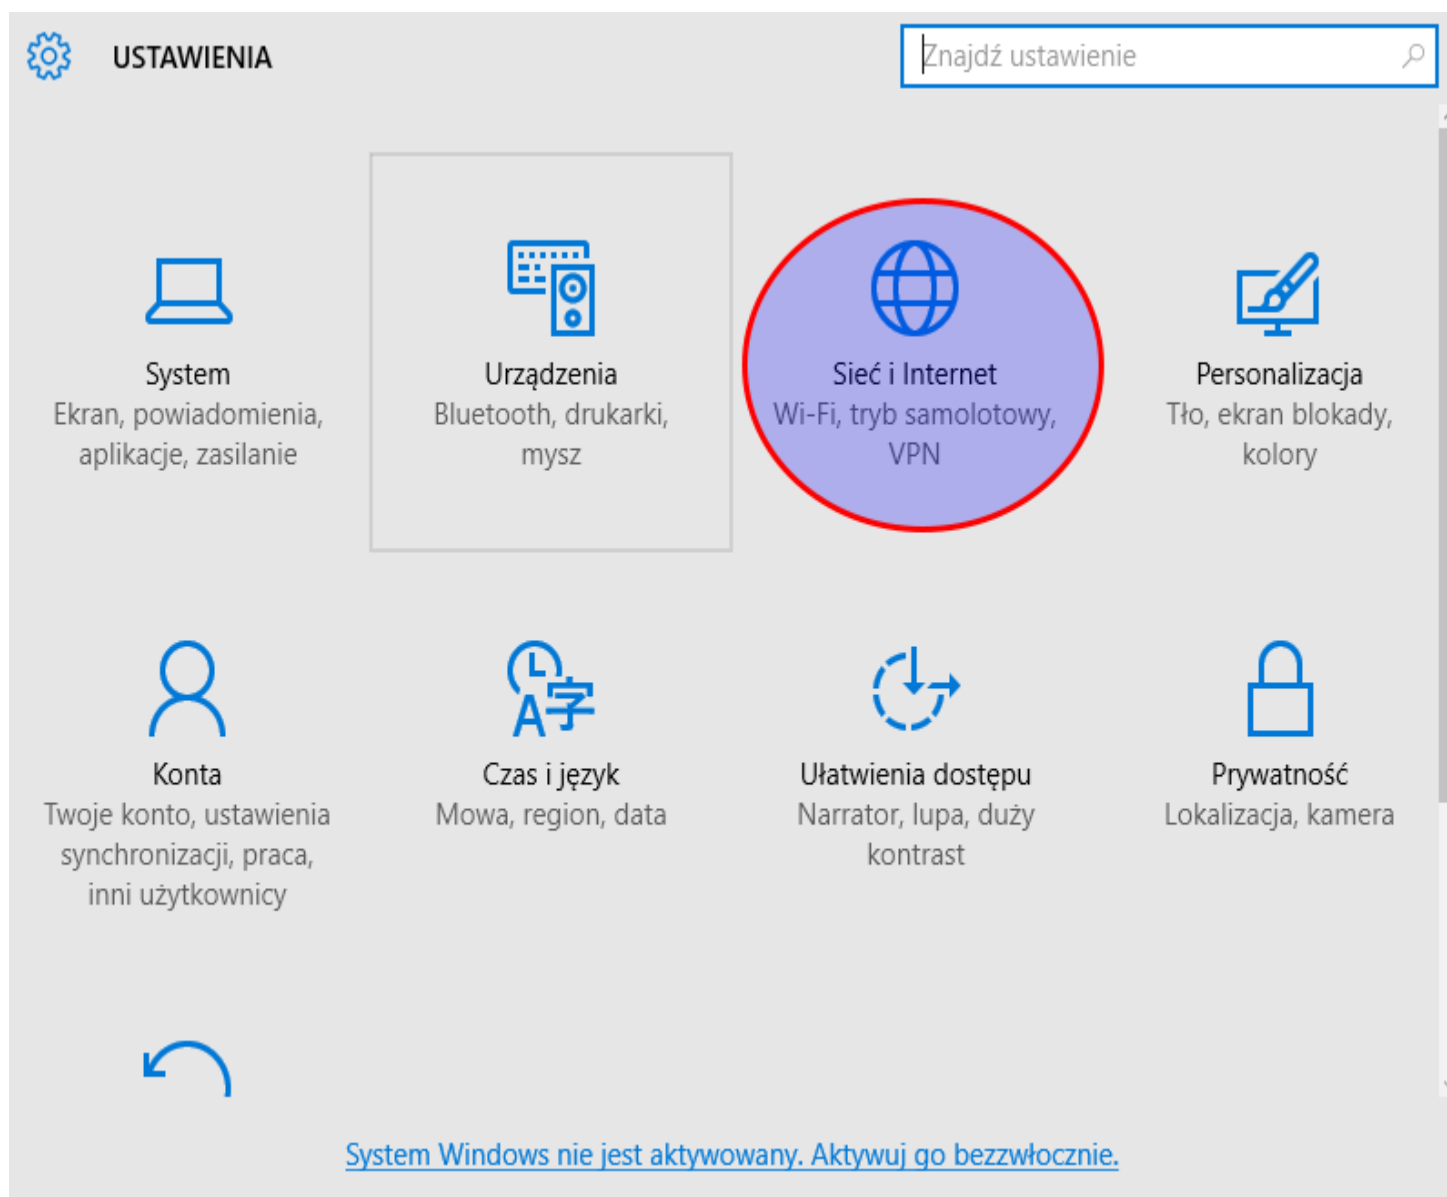 USTAWIENIA
Znajdź ustawienie
System
Ekran, powiadomienia,
aplikacje, zasilanie
Urządzenia
Bluetooth, drukarki,
mysz
Sieć i Internet
Wi-Fi, tryb samolotowy,
VPN
Personalizacja
Tło, ekran blokady,
kolory
Konta
Twoje konto, ustawienia
synchronizacji, praca,
inni użytkownicy
Czas i język
Mowa, region, data
Ułatwienia dostępu
Narrator, lupa, duży
kontrast
Prywatność
Lokalizacja, kamera
System Windows nie jest aktywowany. Aktywuj go bezzwłocznie.